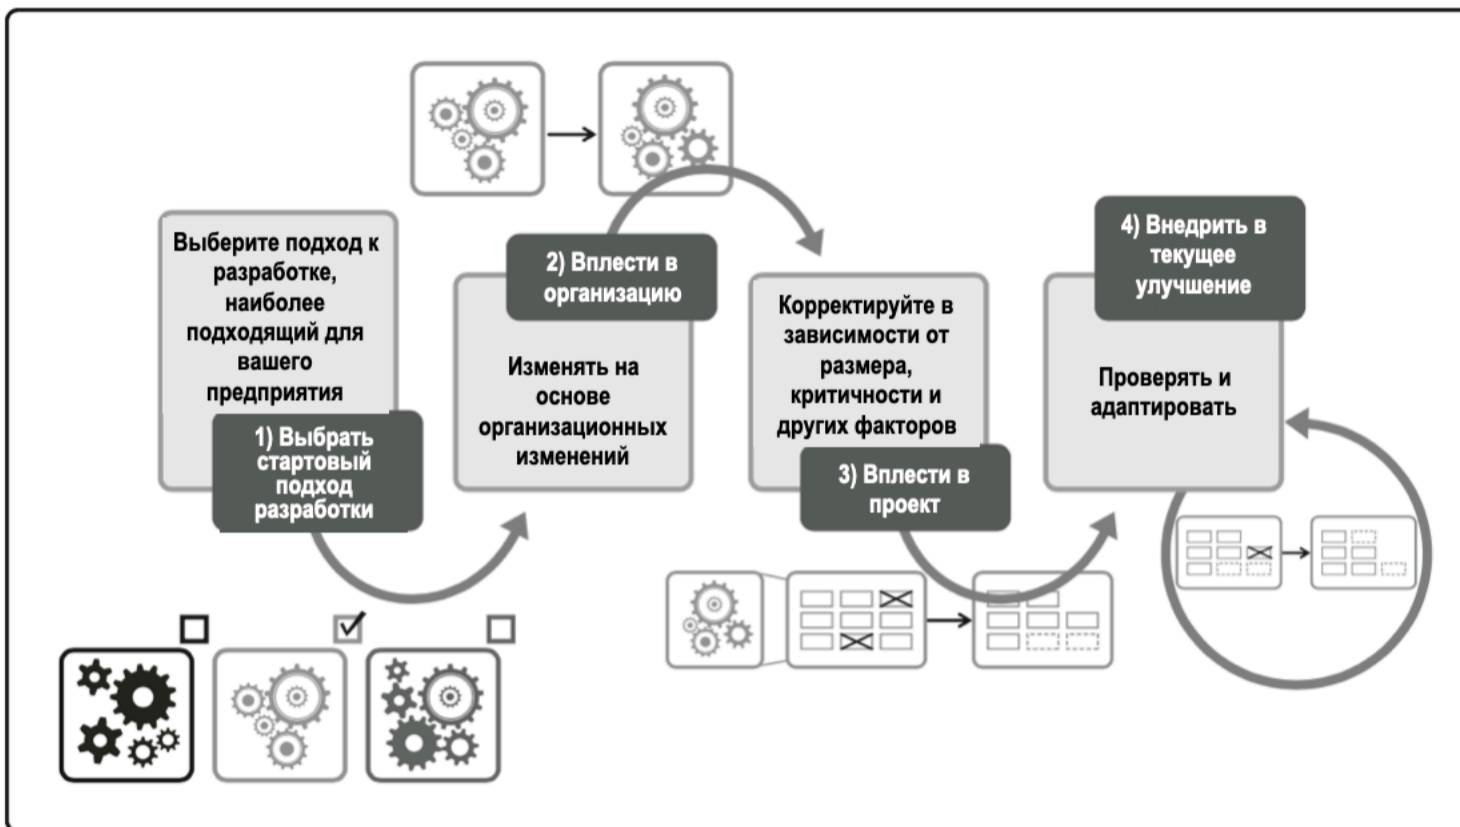 Выберите подход к
разработке,
наиболее
подходящий для
вашего
предприятия
1) Выбрать
стартовый
подход
разработки
2) Вплести в
организацию
Изменять на
основе
организационных
изменений
Корректируйте в
зависимости от
размера,
критичности и
других факторов
3) Вплести в
проект
4) Внедрить в
текущее
улучшение
Проверять и
адаптировать